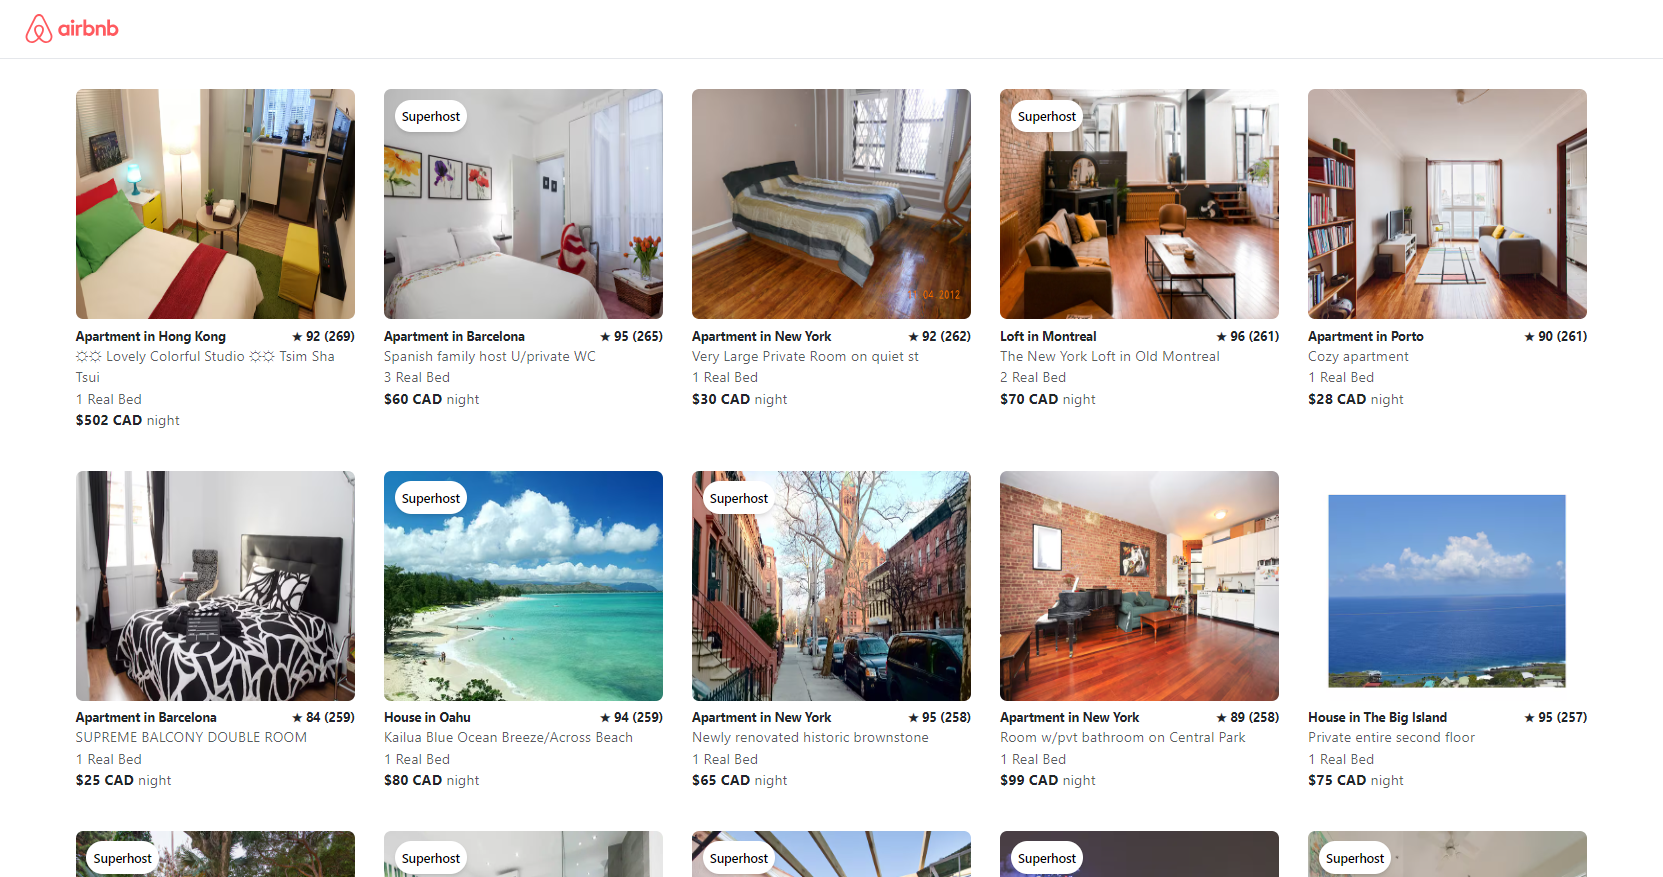 airbnb
Superhost
Superhost
04 2012
Apartment in Hong Kong ★ 92 (269)
☼☼ Lovely Colorful Studio ☼☼ Tsim Sha
Tsui
1 Real Bed
$502 CAD night
Apartment in Barcelona ★ 95 (265)
Spanish family host U/private WC
3 Real Bed
$60 CAD night
Apartment in New York ★ 92 (262)
Very Large Private Room on quiet st
1 Real Bed
$30 CAD night
Loft in Montreal ★ 96 (261)
The New York Loft in Old Montreal
2 Real Bed
$70 CAD night
Apartment in Porto ★ 90 (261)
Cozy apartment
1 Real Bed
$28 CAD night
Superhost
Superhost
Apartment in Barcelona ★ 84 (259)
SUPREME BALCONY DOUBLE ROOM
1 Real Bed
$25 CAD night
House in Oahu ★ 94 (259)
Kailua Blue Ocean Breeze/Across Beach
1 Real Bed
$80 CAD night
Apartment in New York ★ 95 (258)
Newly renovated historic brownstone
1 Real Bed
$65 CAD night
Apartment in New York ★ 89 (258)
Room w/pvt bathroom on Central Park
1 Real Bed
$99 CAD night
House in The Big Island ★ 95 (257)
Private entire second floor
1 Real Bed
$75 CAD night
Superhost
Superhost
Superhost
Superhost
Superhost